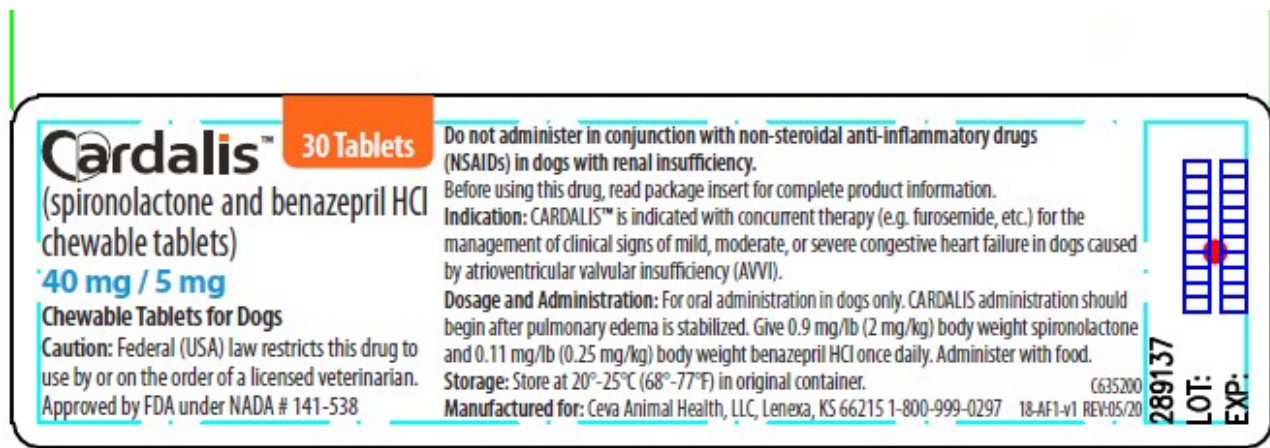 Cardalis™
30 Tablets
(spironolactone and benazepril HCl
chewable tablets)
40 mg / 5 mg
Chewable Tablets for Dogs
Caution: Federal (USA) law restricts this drug to
use by or on the order of a licensed veterinarian.
Approved by FDA under NADA # 141-538
Do not administer in conjunction with non-steroidal anti-inflammatory drugs
(NSAIDs) in dogs with renal insufficiency.
Before using this drug, read package insert for complete product information.
Indication: CARDALIS™ is indicated with concurrent therapy (e.g. furosemide, etc.) for the
management of clinical signs of mild, moderate, or severe congestive heart failure in dogs caused
by atrioventricular valvular insufficiency (AVVI).
Dosage and Administration: For oral administration in dogs only. CARDALIS administration should
begin after pulmonary edema is stabilized. Give 0.9 mg/lb (2 mg/kg) body weight spironolactone
and 0.11 mg/lb (0.25 mg/kg) body weight benazepril HCl once daily. Administer with food.
Storage: Store at 20°-25°C (68°-77°F) in original container.
C635200
Manufactured for: Ceva Animal Health, LLC, Lenexa, KS 66215 1-800-999-0297
18-AF1-v1 REV:05/20
289137
LOT:
EXP: